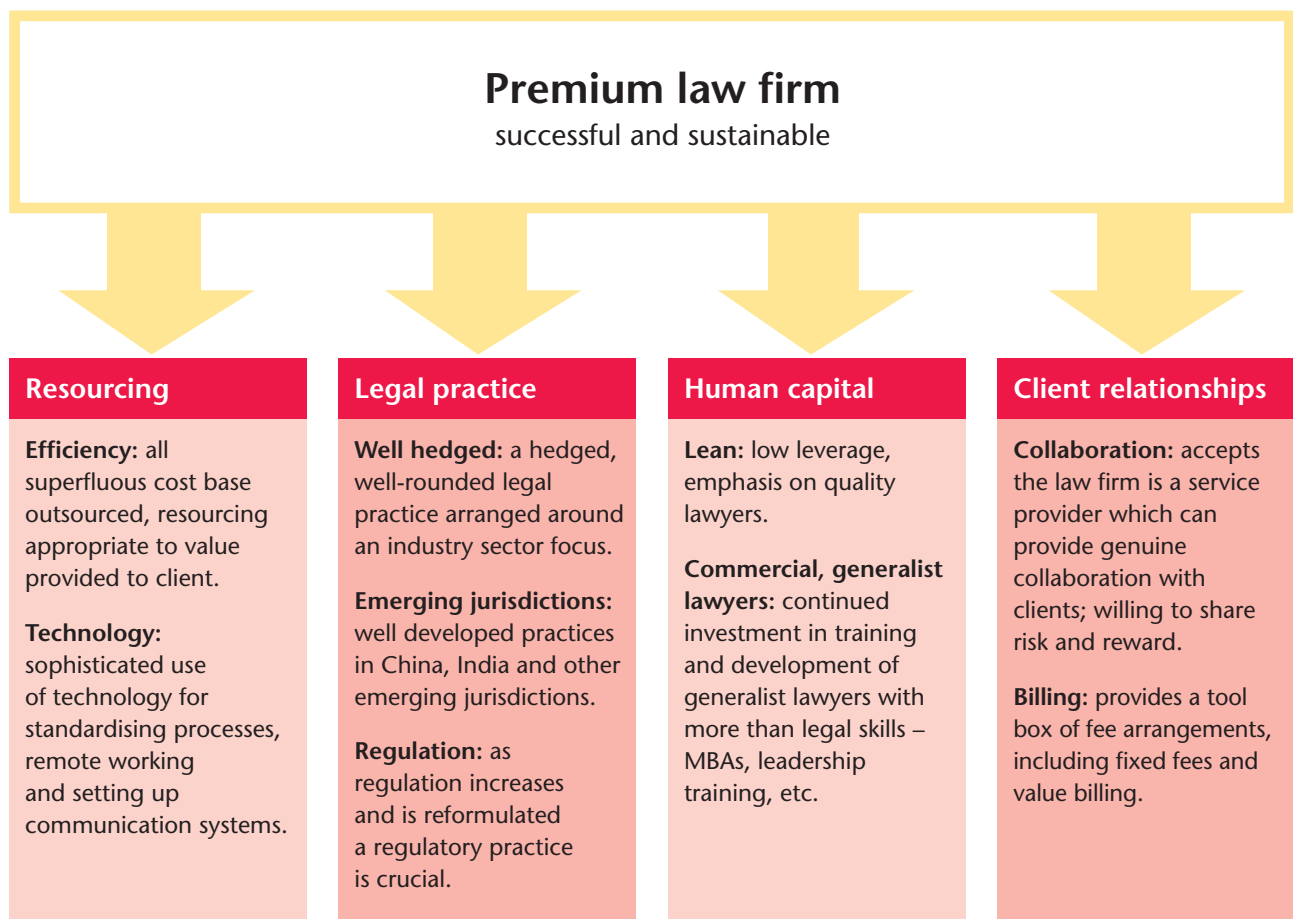 Premium law firm
successful and sustainable
Resourcing
Efficiency: all
superfluous cost base
outsourced, resourcing
appropriate to value
provided to client.
Technology:
sophisticated use
of technology for
standardising processes,
remote working
and setting up
communication systems.
Legal practice
Well hedged: a hedged,
well-rounded legal
practice arranged around
an industry sector focus.
Emerging jurisdictions:
well developed practices
in China, India and other
emerging jurisdictions.
Regulation: as
regulation increases
and is reformulated
a regulatory practice
is crucial.
Human capital
Lean: low leverage,
emphasis on quality
lawyers.
Commercial, generalist
lawyers: continued
investment in training
and development of
generalist lawyers with
more than legal skills –
MBAs, leadership
training, etc.
Client relationships
Collaboration: accepts
the law firm is a service
provider which can
provide genuine
collaboration with
clients; willing to share
risk and reward.
Billing: provides a tool
box of fee arrangements,
including fixed fees and
value billing.